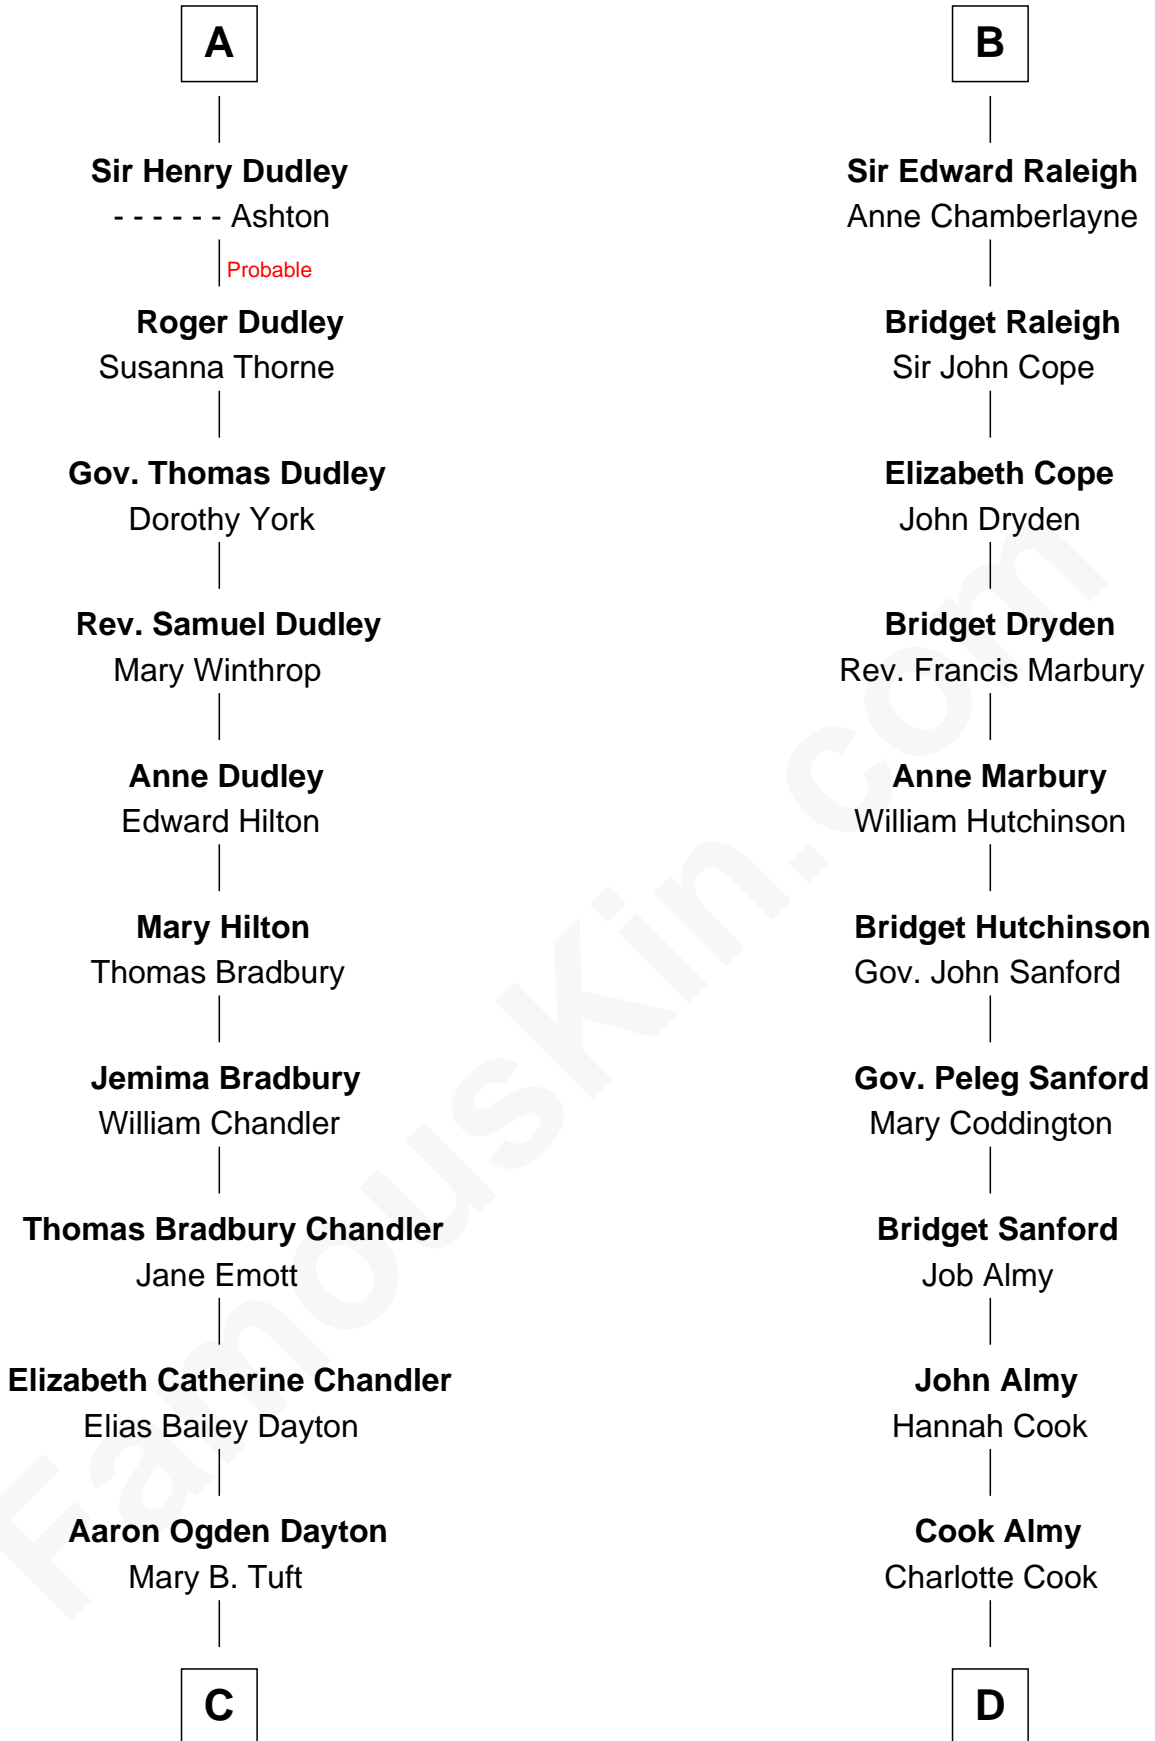 A
Sir Henry Dudley
- - - - - - Ashton
Probable
Roger Dudley
Susanna Thorne
Gov. Thomas Dudley
Dorothy York
Rev. Samuel Dudley
Mary Winthrop
Anne Dudley
Edward Hilton
Mary Hilton
Thomas Bradbury
Jemima Bradbury
William Chandler
Thomas Bradbury Chandler
Jane Emott
Elizabeth Catherine Chandler
Elias Bailey Dayton
Aaron Ogden Dayton
Mary B. Tuft
C
B
Sir Edward Raleigh
Anne Chamberlayne
Bridget Raleigh
Sir John Cope
Elizabeth Cope
John Dryden
Bridget Dryden
Rev. Francis Marbury
Anne Marbury
William Hutchinson
Bridget Hutchinson
Gov. John Sanford
Gov. Peleg Sanford
Mary Coddington
Bridget Sanford
Job Almy
John Almy
Hannah Cook
Cook Almy
Charlotte Cook
D
FamousKin.com